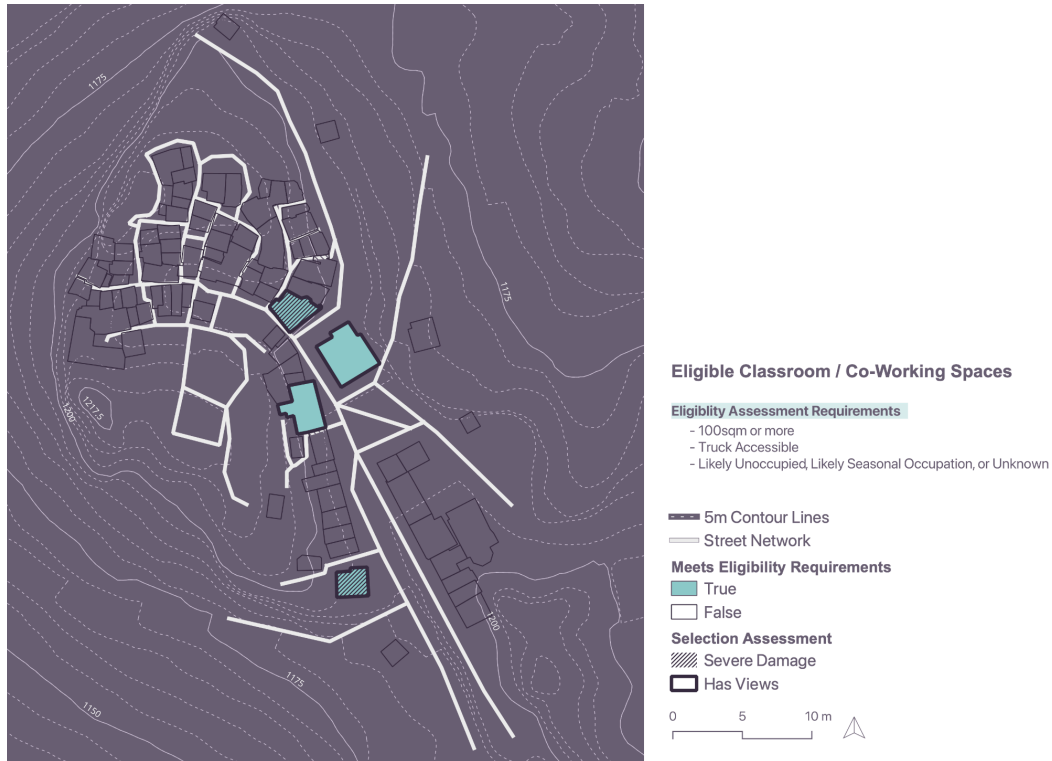 1175
1175
1217.5
1200
1200
1175
1150
Eligible Classroom / Co-Working Spaces
Eligiblity Assessment Requirements
- 100sqm or more
- Truck Accessible
- Likely Unoccupied, Likely Seasonal Occupation, or Unknown
5m Contour Lines
Street Network
Meets Eligibility Requirements
True
False
Selection Assessment
Severe Damage
Has Views
0 5 10 m